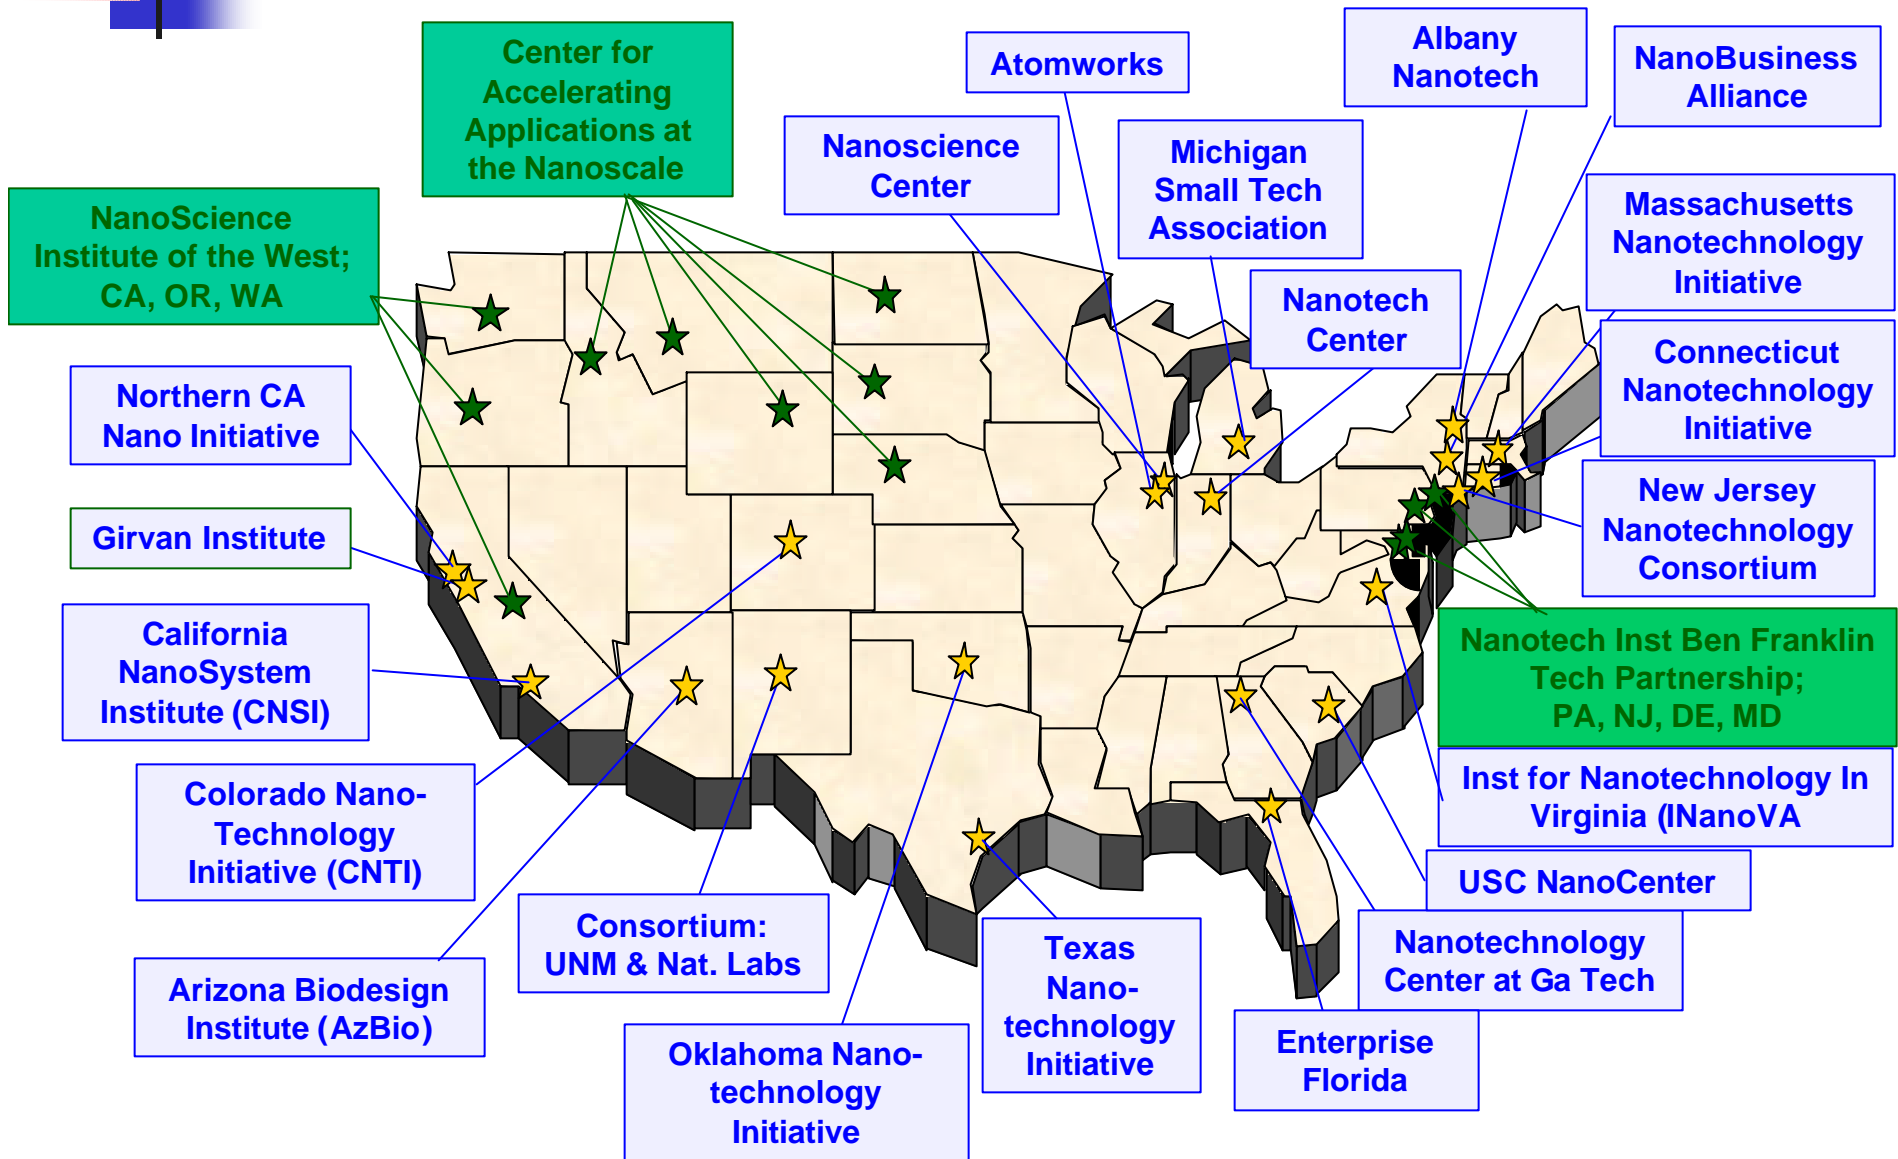 Center for
Accelerating
Applications at
the Nanoscale
Atomworks
Albany
Nanotech
NanoBusiness
Alliance
Nanoscience
Center
Michigan
Small Tech
Association
NanoScience
Institute of the West;
CA, OR, WA
Massachusetts
Nanotechnology
Initiative
Nanotech
Center
Northern CA
Nano Initiative
Connecticut
Nanotechnology
Initiative
Girvan Institute
New Jersey
Nanotechnology
Consortium
California
NanoSystem
Institute (CNSI)
Nanotech Inst Ben Franklin
Tech Partnership;
PA, NJ, DE, MD
Colorado Nano-
Technology
Initiative (CNTI)
Inst for Nanotechnology In
Virginia (INanoVA
USC NanoCenter
Consortium:
UNM & Nat. Labs
Texas
Nano-
technology
Initiative
Nanotechnology
Center at Ga Tech
Arizona Biodesign
Institute (AzBio)
Oklahoma Nano-
technology
Initiative
Enterprise
Florida